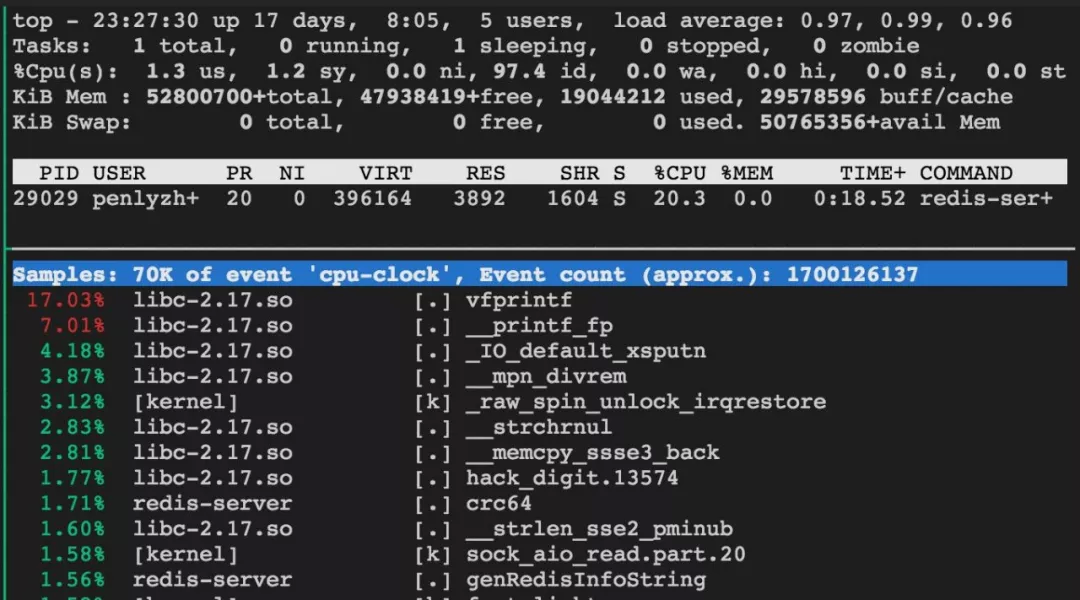 top - 23:27:30 up 17 days,  8:05,  5 users,  load average: 0.97, 0.99, 0.96
Tasks:   1 total,   0 running,   1 sleeping,   0 stopped,   0 zombie
%Cpu(s):  1.3 us,  1.2 sy,  0.0 ni, 97.4 id,  0.0 wa,  0.0 hi,  0.0 si,  0.0 st
KiB Mem : 52800700+total, 47938419+free, 19044212 used, 29578596 buff/cache
KiB Swap:        0 total,        0 free,        0 used. 50765356+avail Mem
PID USER      PR  NI    VIRT    RES    SHR S  %CPU %MEM     TIME+ COMMAND
29029 penlyzh+  20   0  396164   3892   1604 S  20.3  0.0   0:18.52 redis-ser+
Samples: 70K of event 'cpu-clock', Event count (approx.): 1700126137
17.03%  libc-2.17.so         [.] vfprintf
7.01%  libc-2.17.so         [.] __printf_fp
4.18%  libc-2.17.so         [.] _IO_default_xsputn
3.87%  libc-2.17.so         [.] __mpn_divrem
3.12%  [kernel]             [k] _raw_spin_unlock_irqrestore
2.83%  libc-2.17.so         [.] __strchrnul
2.81%  libc-2.17.so         [.] __memcpy_ssse3_back
1.77%  libc-2.17.so         [.] hack_digit.13574
1.71%  redis-server         [.] crc64
1.60%  libc-2.17.so         [.] __strlen_sse2_pminub
1.58%  [kernel]             [k] sock_aio_read.part.20
1.56%  redis-server         [.] genRedisInfoString